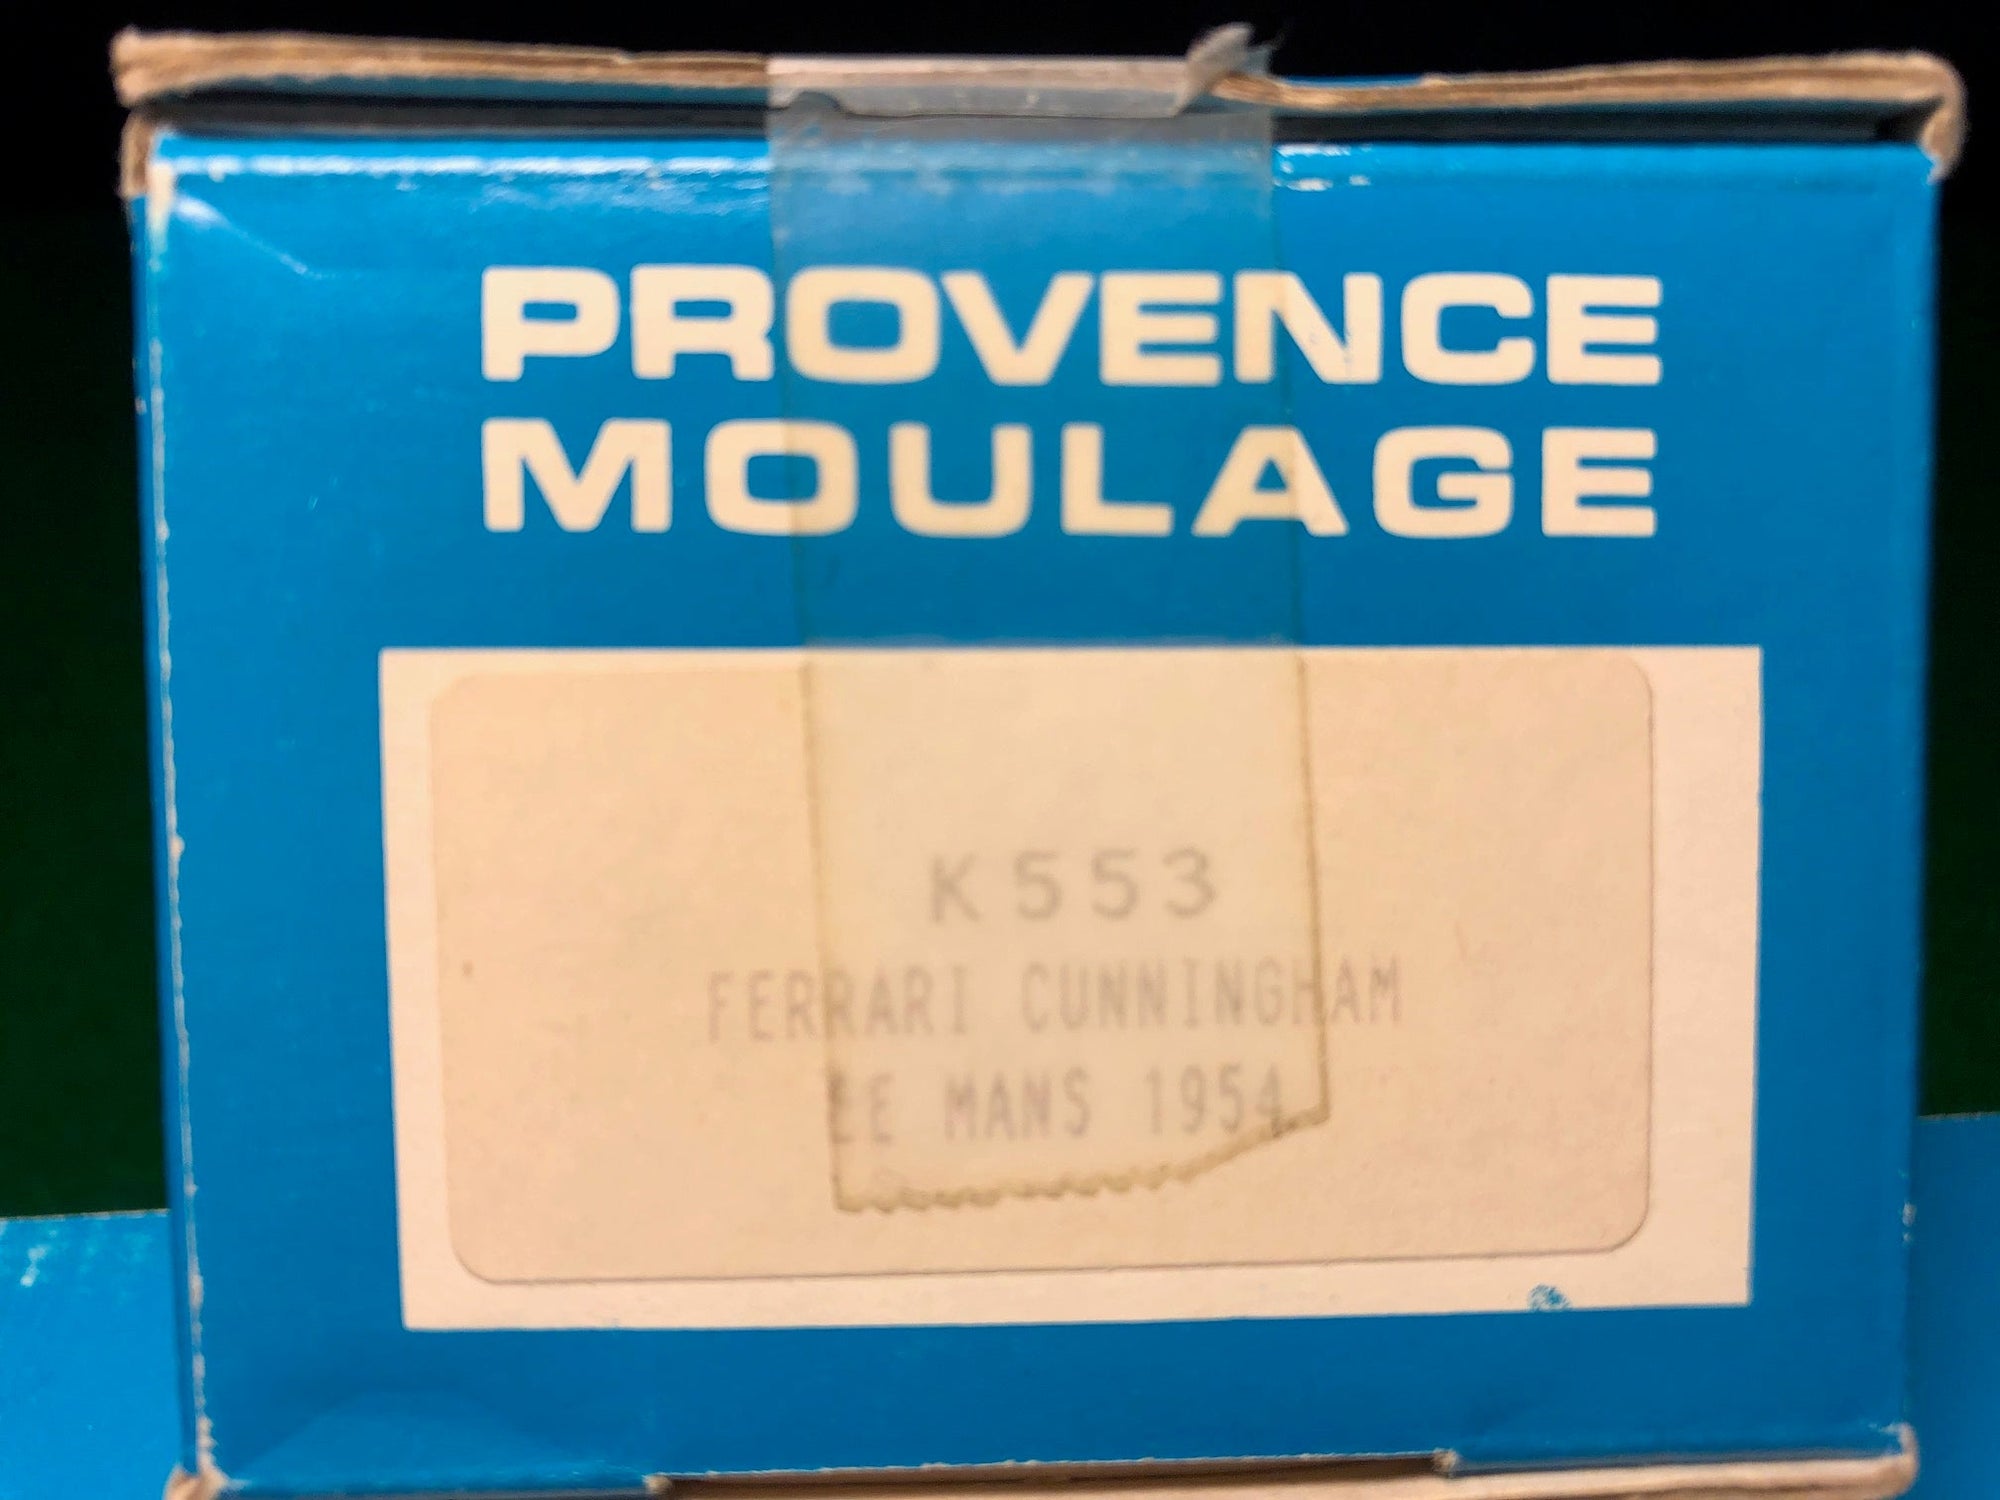 PROVENCE
MOULAGE
K553
FERRARI CUNNINGHAM
LE MANS 1954